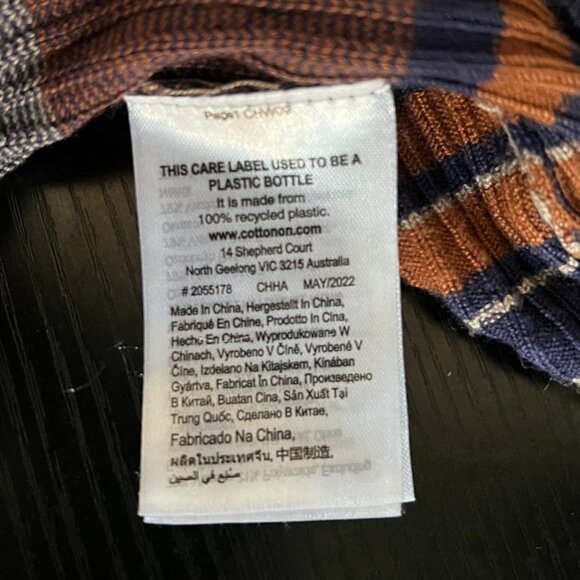 THIS CARE LABEL USED TO BE A
PLASTIC BOTTLE
It is made from
100% recycled plastic.
www.cottonon.com
14 Shepherd Court
North Geelong VIC 3215 Australia
# 2055178 CHHA MAY/2022
Made In China, Hergestellt In China,
Fabriqué En Chine, Prodotto In Cina,
Hecho En China, Wyprodukowane W
Chinach, Vyrobeno V Číně, Vyrobené V
Číne, Izdelano Na Kitajskem, Kínában
Gyártva, Fabricat În China, Произведено
В Китай, Buatan Cina, Sản Xuất Tại
Trung Quốc, Сделано В Китае,
Fabricado Na China,
ผลิตในประเทศจีน, 中国制造,
صنع في الصين